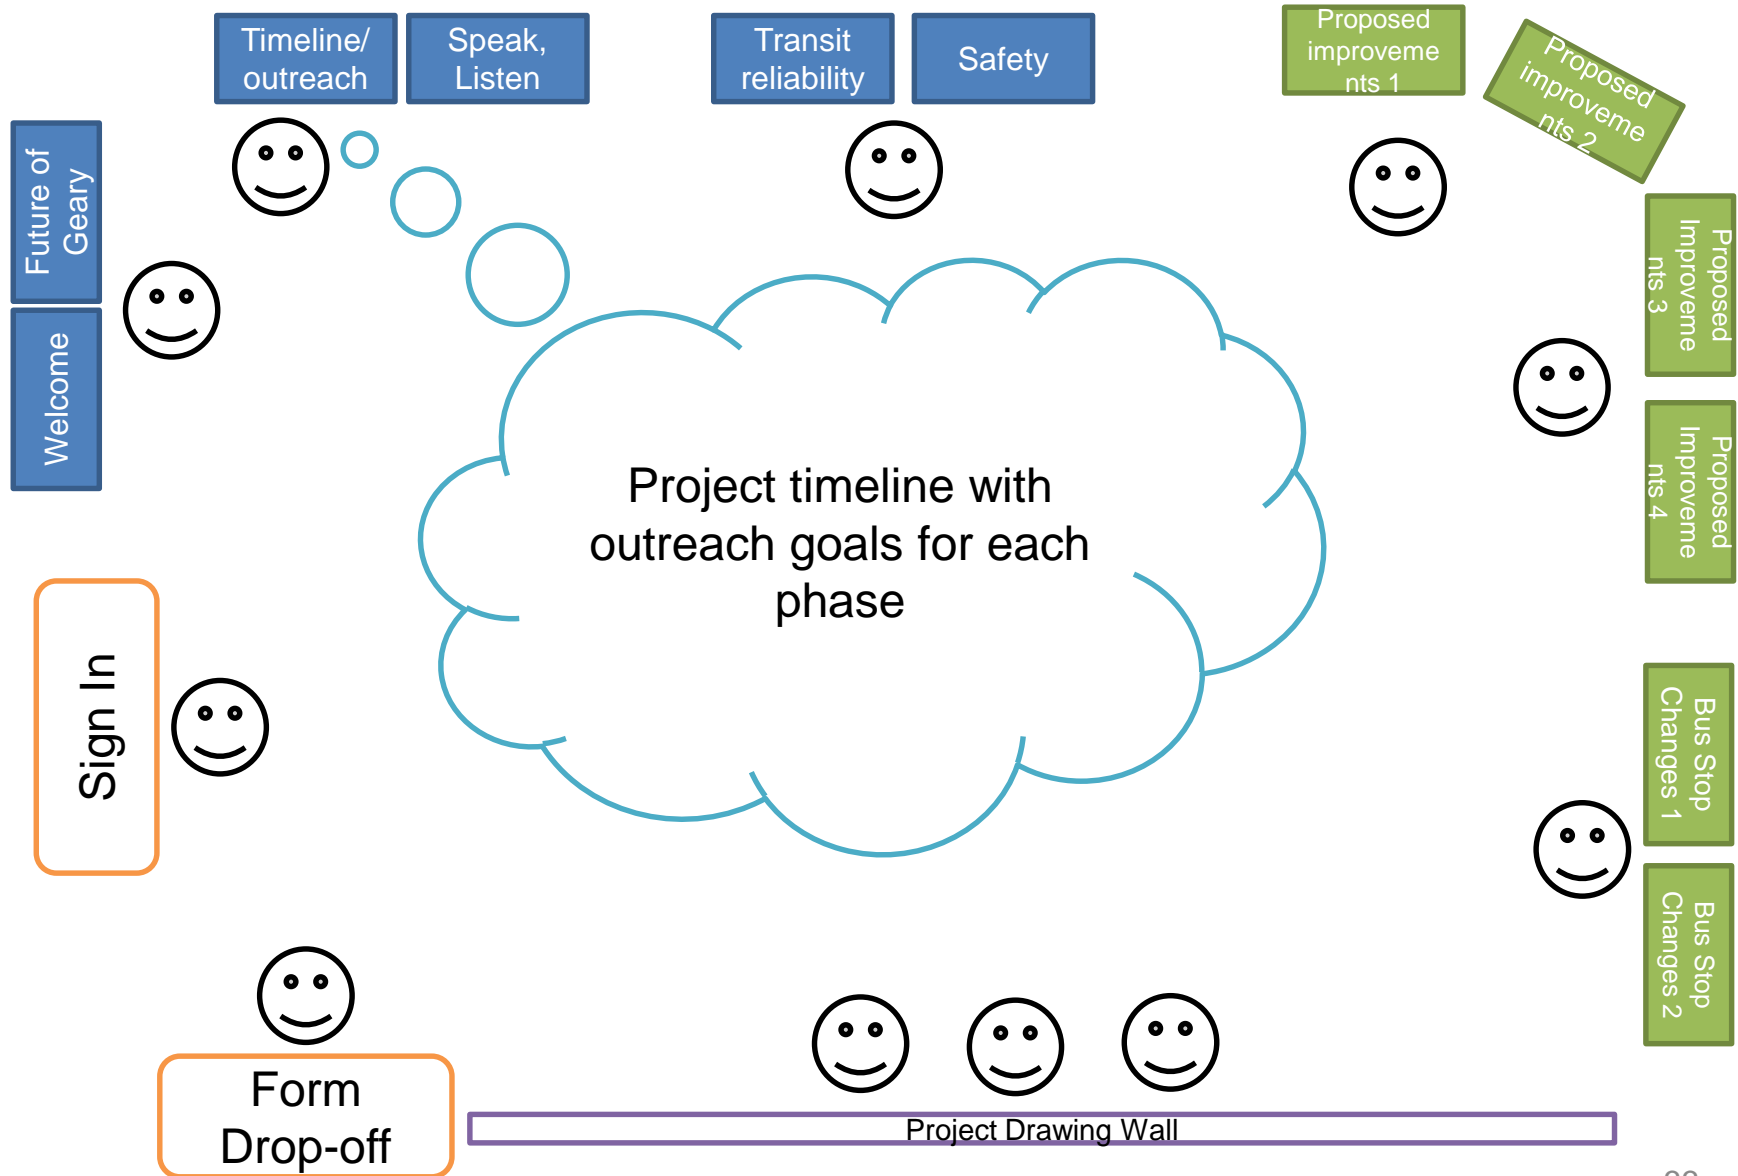 Timeline/
outreach
Speak,
Listen
Transit
reliability
Safety
Proposed
improveme
nts 1
Proposed
improveme
nts 2
Future of
Geary
Welcome
Proposed
Improveme
nts 3
Proposed
Improveme
nts 4
Project timeline with
outreach goals for each
phase
Sign In
Bus Stop
Changes 1
Bus Stop
Changes 2
Form
Drop-off
Project Drawing Wall